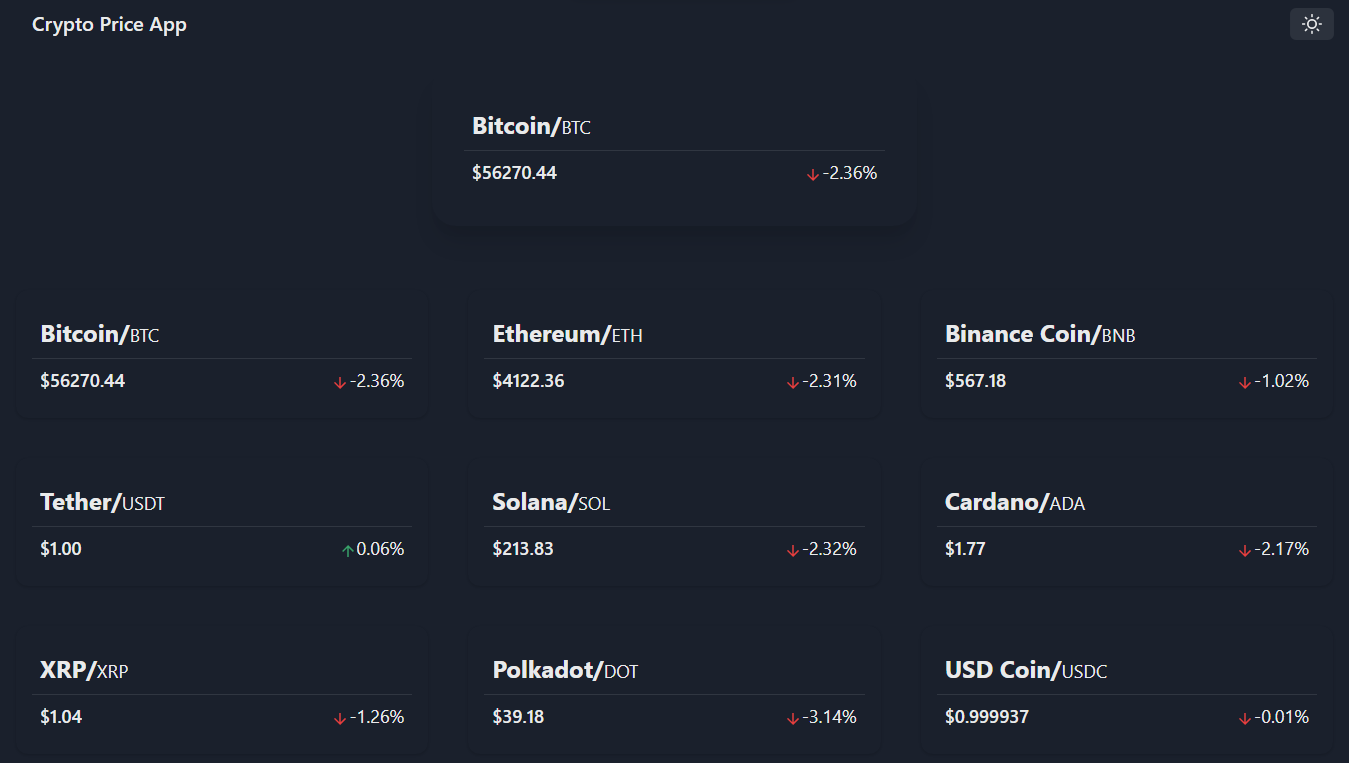 Crypto Price App
Bitcoin/BTC
$56270.44 -2.36%
Bitcoin/BTC Ethereum/ETH Binance Coin/BNB
$56270.44 -2.36% $4122.36 -2.31% $567.18 -1.02%
Tether/USDT Solana/SOL Cardano/ADA
$1.00 0.06% $213.83 -2.32% $1.77 -2.17%
XRP/XRP Polkadot/DOT USD Coin/USDC
$1.04 -1.26% $39.18 -3.14% $0.999937 -0.01%